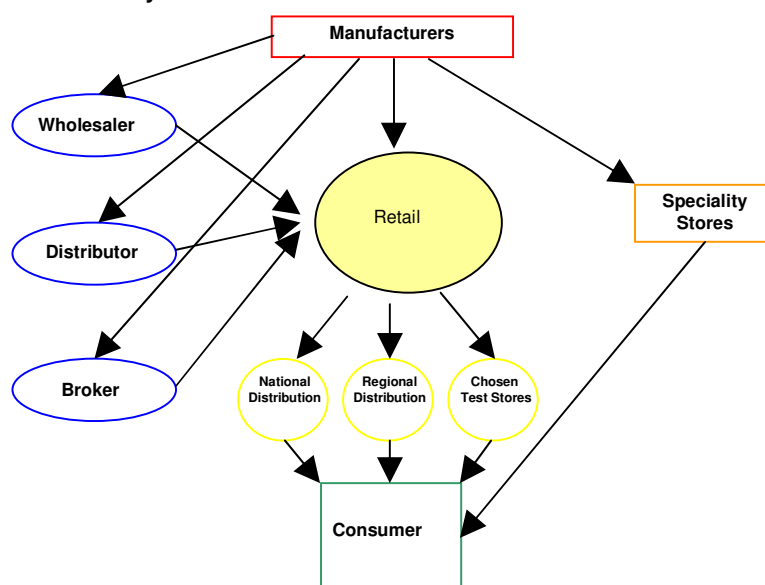 Manufacturers
Wholesaler
Retail
Speciality
Stores
Distributor
Broker
National
Distribution
Regional
Distribution
Chosen
Test Stores
Consumer